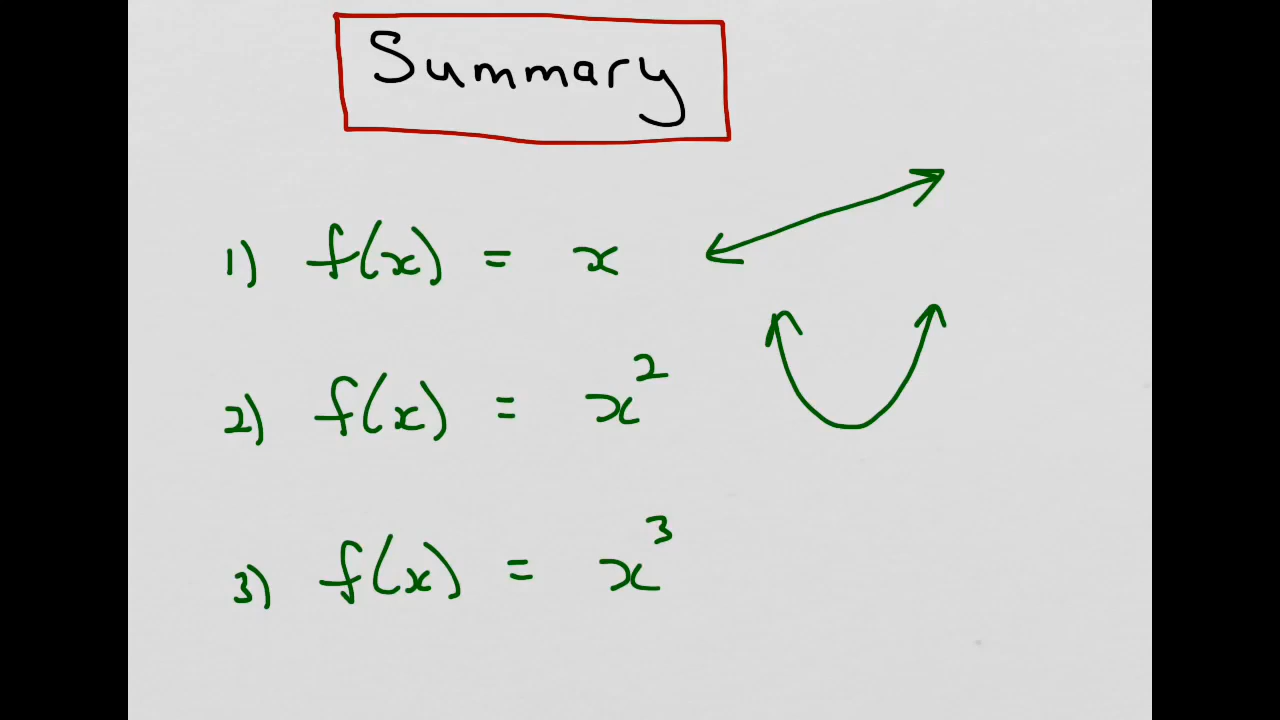 Summary
1) f(x) = x
2) f(x) = x²
3) f(x) = x³